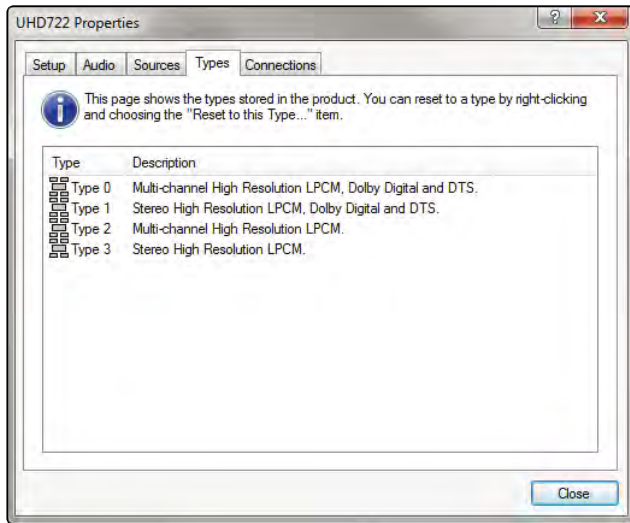 UHD722 Properties
Setup Audio Sources Types Connections
This page shows the types stored in the product. You can reset to a type by right-clicking
and choosing the "Reset to this Type..." item.
Type Description
Type 0 Multi-channel High Resolution LPCM, Dolby Digital and DTS.
Type 1 Stereo High Resolution LPCM, Dolby Digital and DTS.
Type 2 Multi-channel High Resolution LPCM.
Type 3 Stereo High Resolution LPCM.
Close